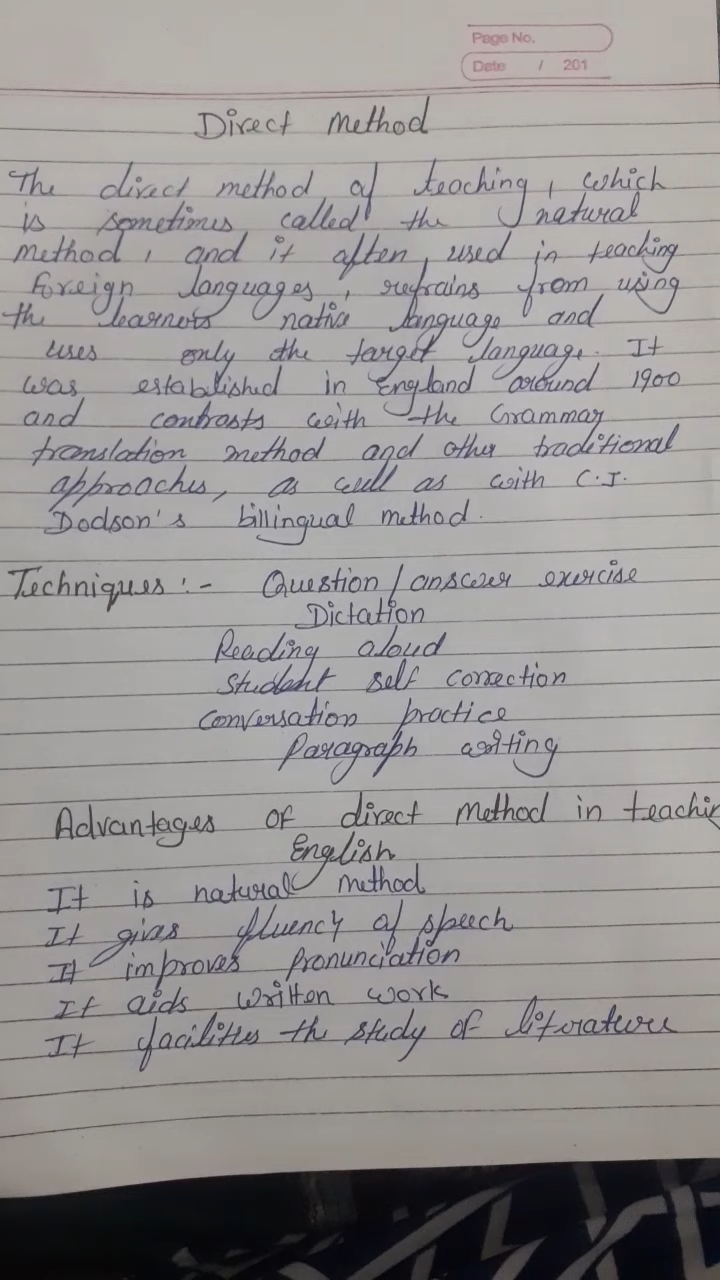 Page No.
Date / 201
Direct Method
The direct method of teaching, which
is sometimes called the natural
method, and it often used in teaching
foreign languages, refrains from using
the learners native language and
uses only the target language. It
was established in England around 1900
and contrasts with the Grammar
translation method and other traditional
approaches, as well as with C.J.
Dodson's billingual method.
Techniques :- Question / answer exercise
Dictation
Reading aloud
Student self correction
Conversation practice
Paragraph writing
Advantages of direct method in teachin
English
It is natural method
It gives fluency of speech
It improves pronunciation
It aids written work
It facilities the study of literature